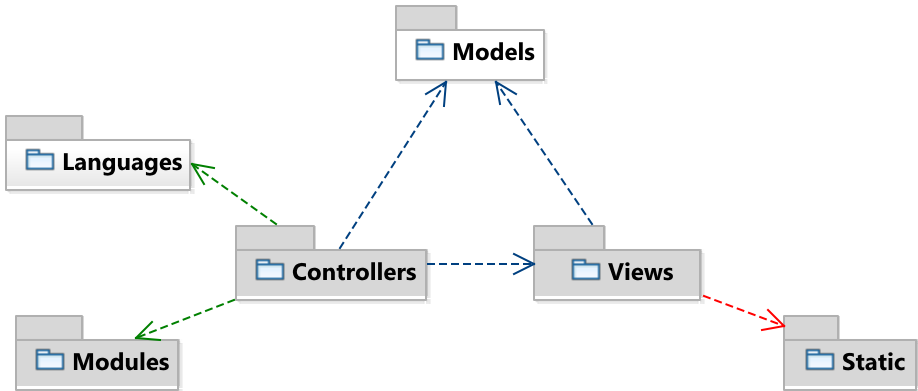 Models
Languages
Controllers
Views
Modules
Static